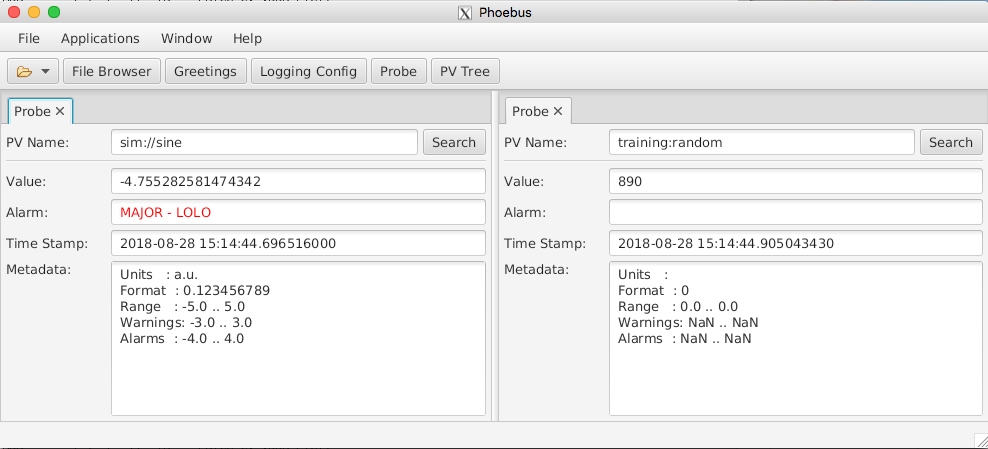 Phoebus
File Applications Window Help
File Browser Greetings Logging Config Probe PV Tree
Probe
PV Name: sim://sine Search
Value: -4.755282581474342
Alarm: MAJOR - LOLO
Time Stamp: 2018-08-28 15:14:44.696516000
Metadata:
Units : a.u.
Format : 0.123456789
Range : -5.0 .. 5.0
Warnings: -3.0 .. 3.0
Alarms : -4.0 .. 4.0
Probe
PV Name: training:random Search
Value: 890
Alarm:
Time Stamp: 2018-08-28 15:14:44.905043430
Metadata:
Units :
Format : 0
Range : 0.0 .. 0.0
Warnings: NaN .. NaN
Alarms : NaN .. NaN